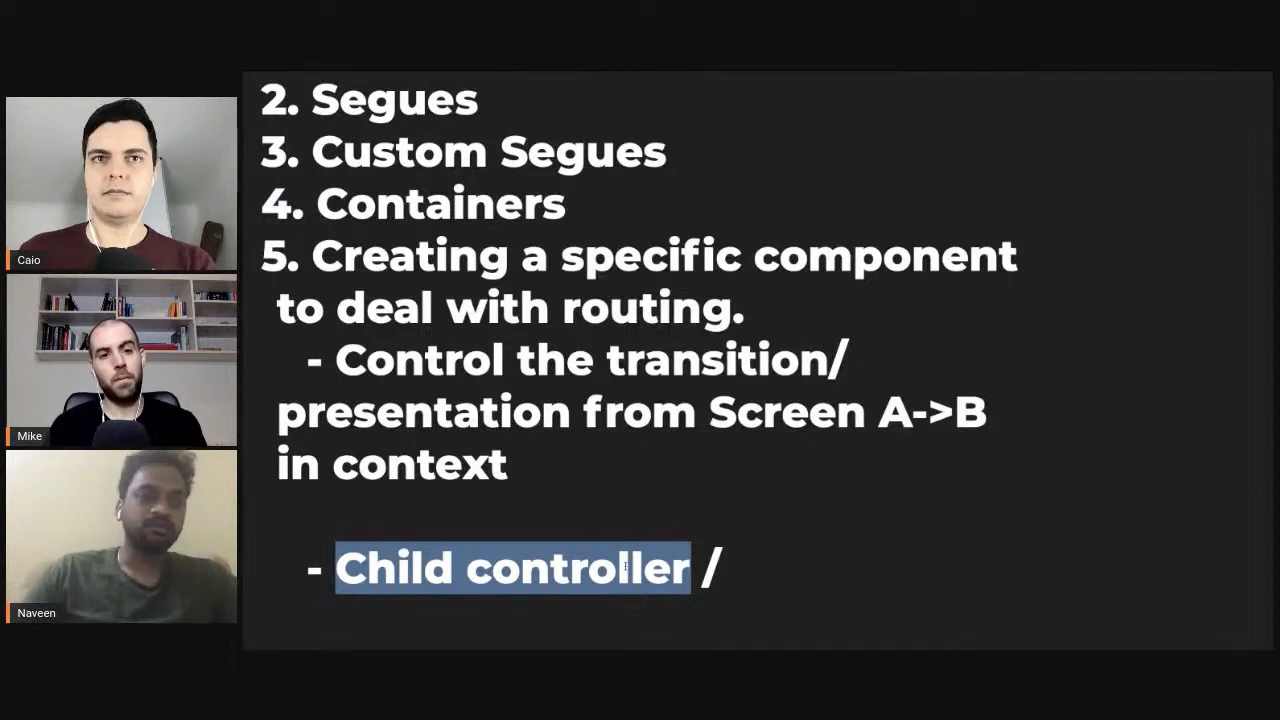 Caio
Mike
Naveen
2. Segues
3. Custom Segues
4. Containers
5. Creating a specific component
to deal with routing.
- Control the transition/
presentation from Screen A->B
in context
- Child controller /